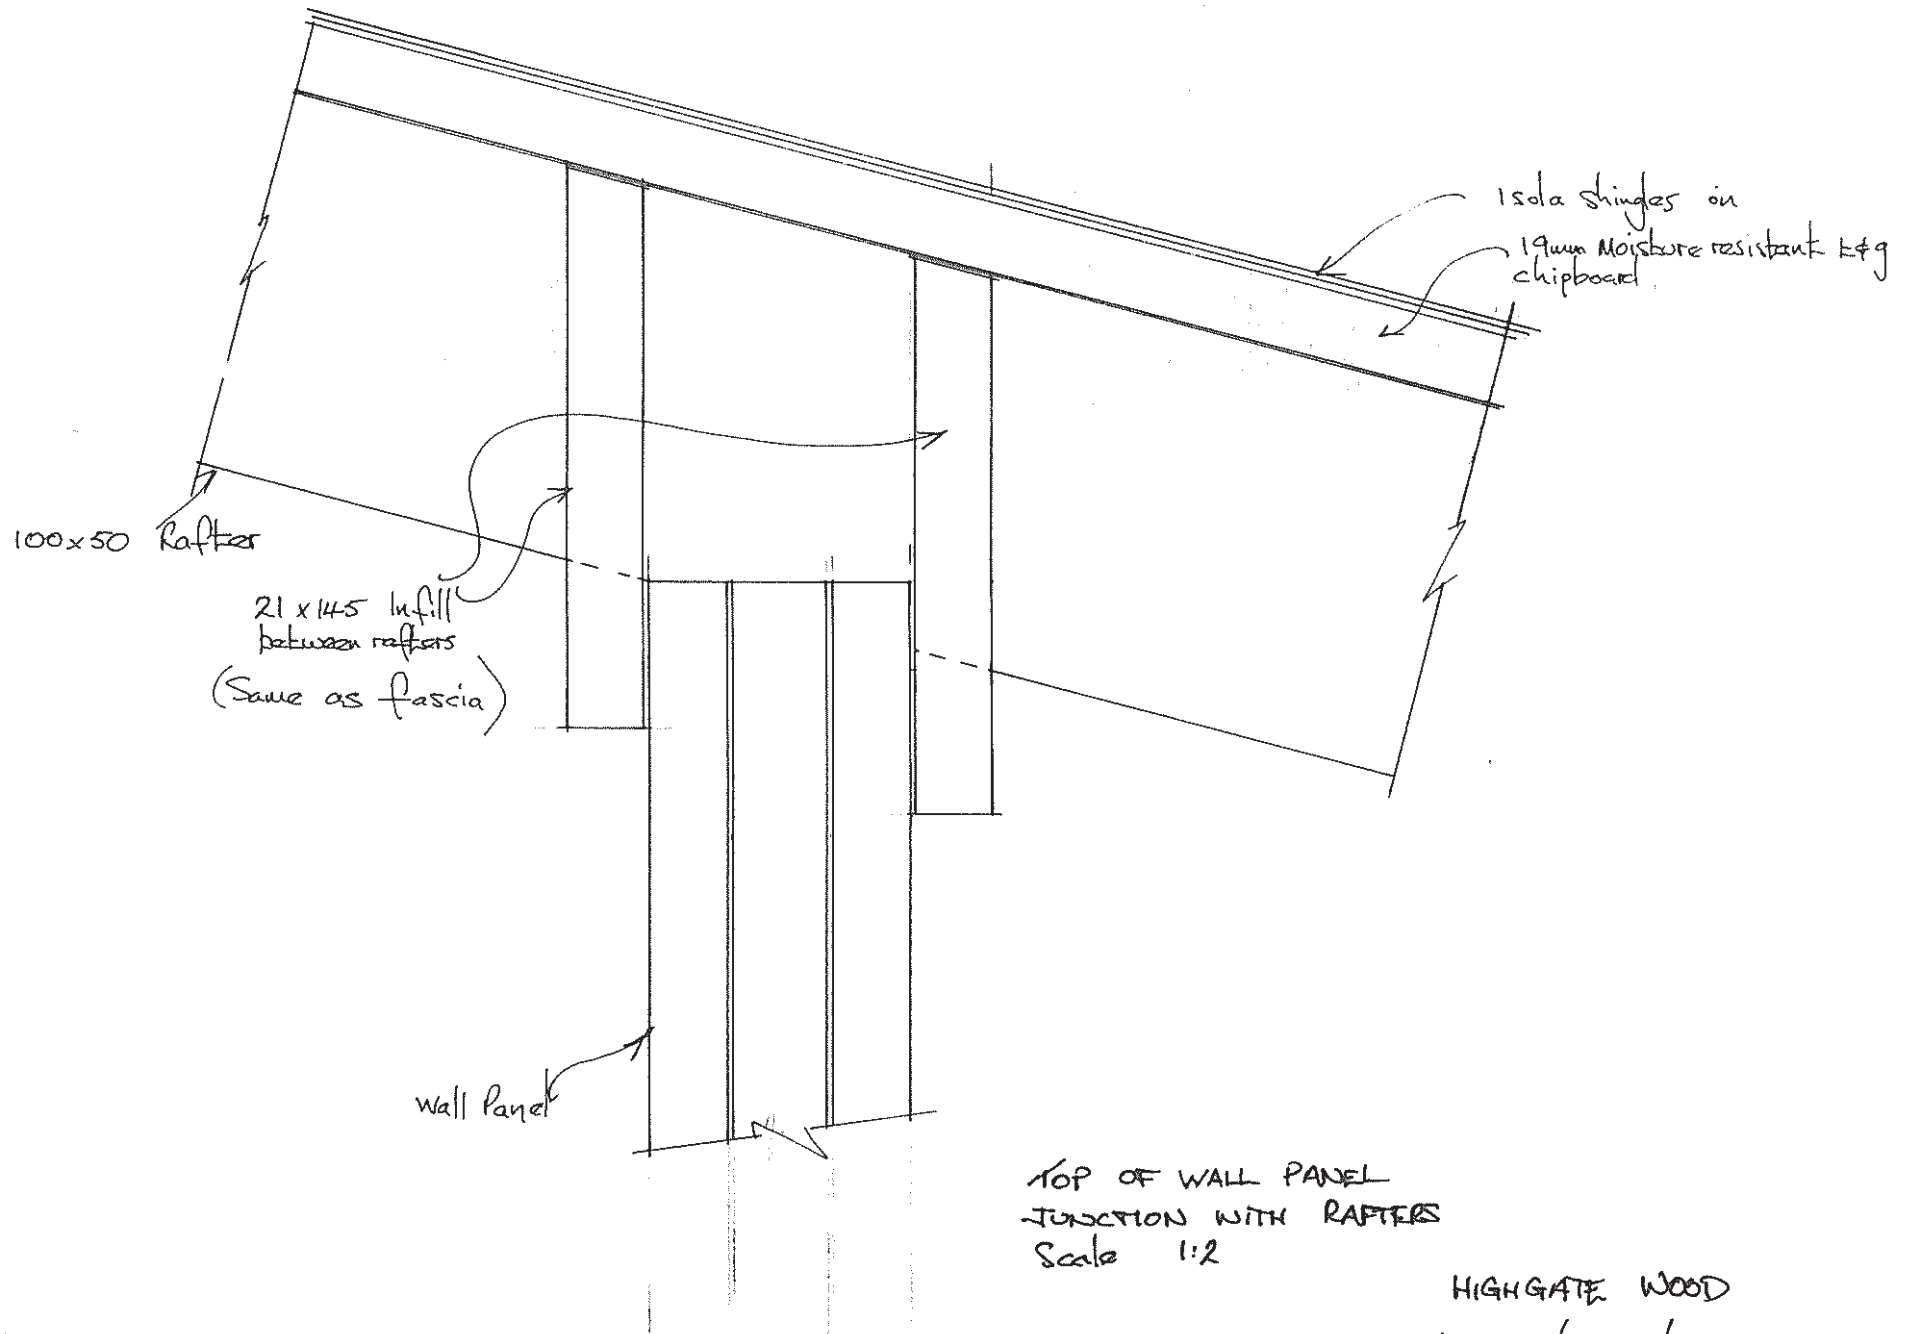 Isola Shingles on
19mm Moisture resistant t&g
chipboard.
100x50 Rafter
21 x 145 Infill
between rafters
(Same as fascia)
Wall Panel
TOP OF WALL PANEL
JUNCTION WITH RAFTERS
Scale 1:2
HIGHGATE WOOD